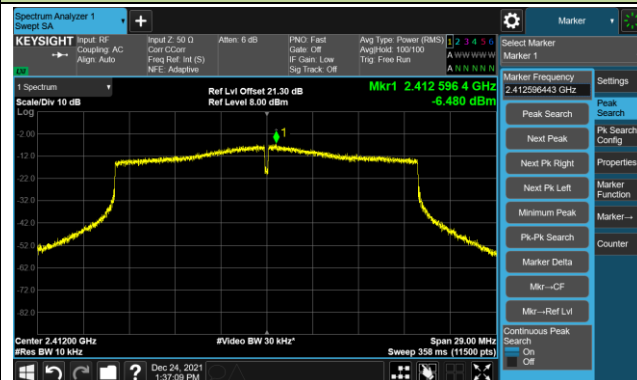 Spectrum Analyzer 1
Swept SA
Marker
KEYSIGHT
Input: RF
Coupling: AC
Align: Auto
Input Z: 50 Ω
Corr CCorr
Freq Ref: Int (S)
NFE: Adaptive
Atten: 6 dB
PNO: Fast
Gate: Off
IF Gain: Low
Sig Track: Off
Avg Type: Power (RMS)
Avg|Hold: 100/100
Trig: Free Run
1 2 3 4 5 6
A W W W W W
A N N N N N
Select Marker
Marker 1
LXI
1 Spectrum
Scale/Div 10 dB
Log
Ref Lvl Offset 21.30 dB
Ref Level 8.00 dBm
Mkr1 2.412 596 4 GHz
-6.480 dBm
1
-2.00
-12.0
-22.0
-32.0
-42.0
-52.0
-62.0
-72.0
-82.0
Center 2.41200 GHz
#Res BW 10 kHz
#Video BW 30 kHz*
Span 29.00 MHz
Sweep 358 ms (11500 pts)
Marker Frequency
2.412596443 GHz
Peak Search
Next Peak
Next Pk Right
Next Pk Left
Minimum Peak
Pk-Pk Search
Marker Delta
Mkr→CF
Mkr→Ref Lvl
Continuous Peak
Search
On
Off
Settings
Peak
Search
Pk Search
Config
Properties
Marker
Function
Marker→
Counter
?
Dec 24, 2021
1:37:09 PM